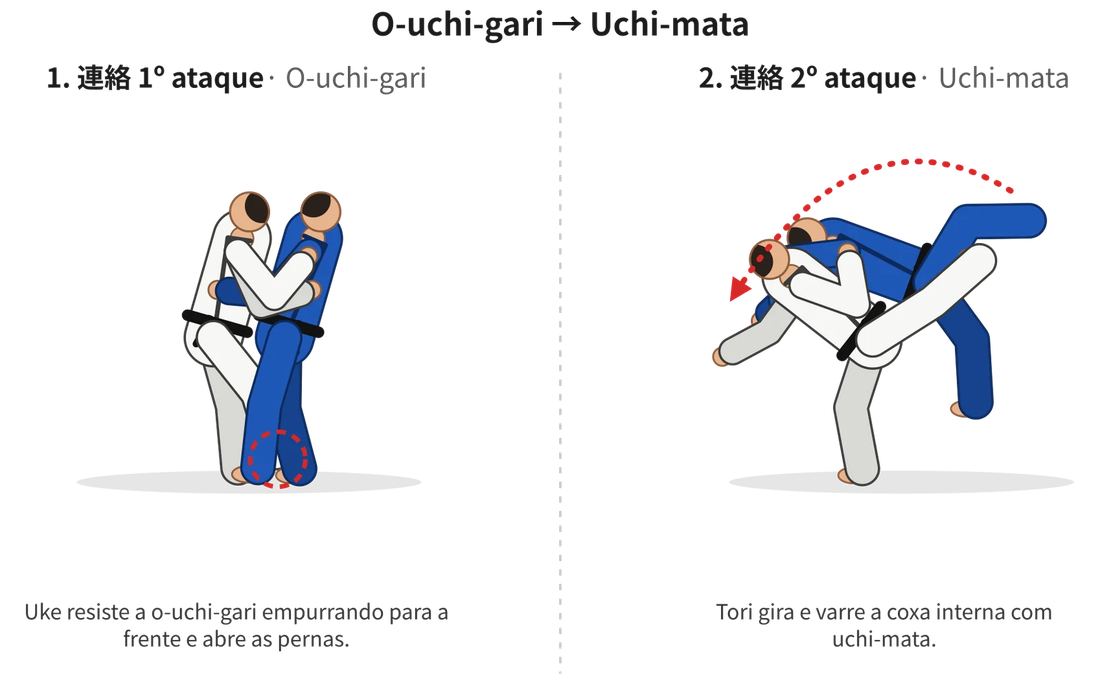 O-uchi-gari → Uchi-mata
1. 連絡 1º ataque · O-uchi-gari
2. 連絡 2º ataque · Uchi-mata
Uke resiste a o-uchi-gari empurrando para a
frente e abre as pernas.
Tori gira e varre a coxa interna com
uchi-mata.